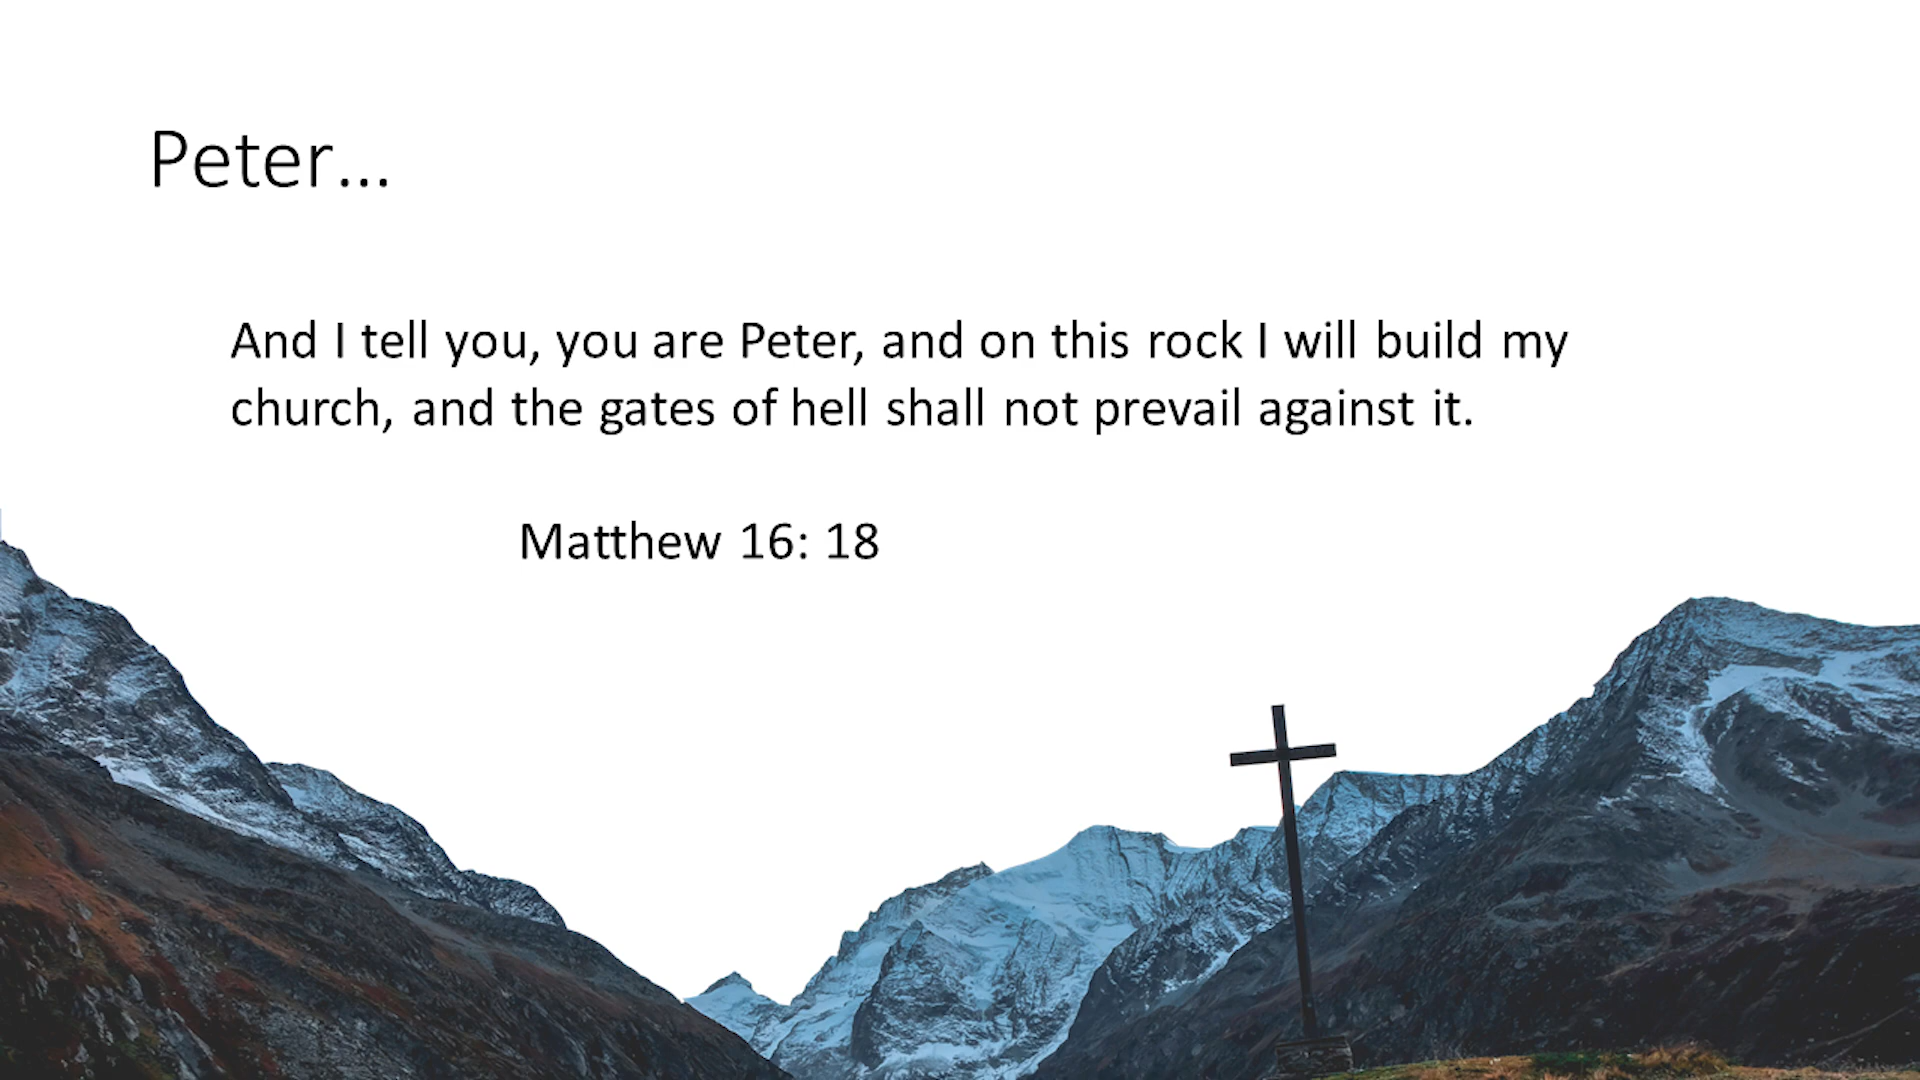 Peter…
And I tell you, you are Peter, and on this rock I will build my
church, and the gates of hell shall not prevail against it.
Matthew 16: 18